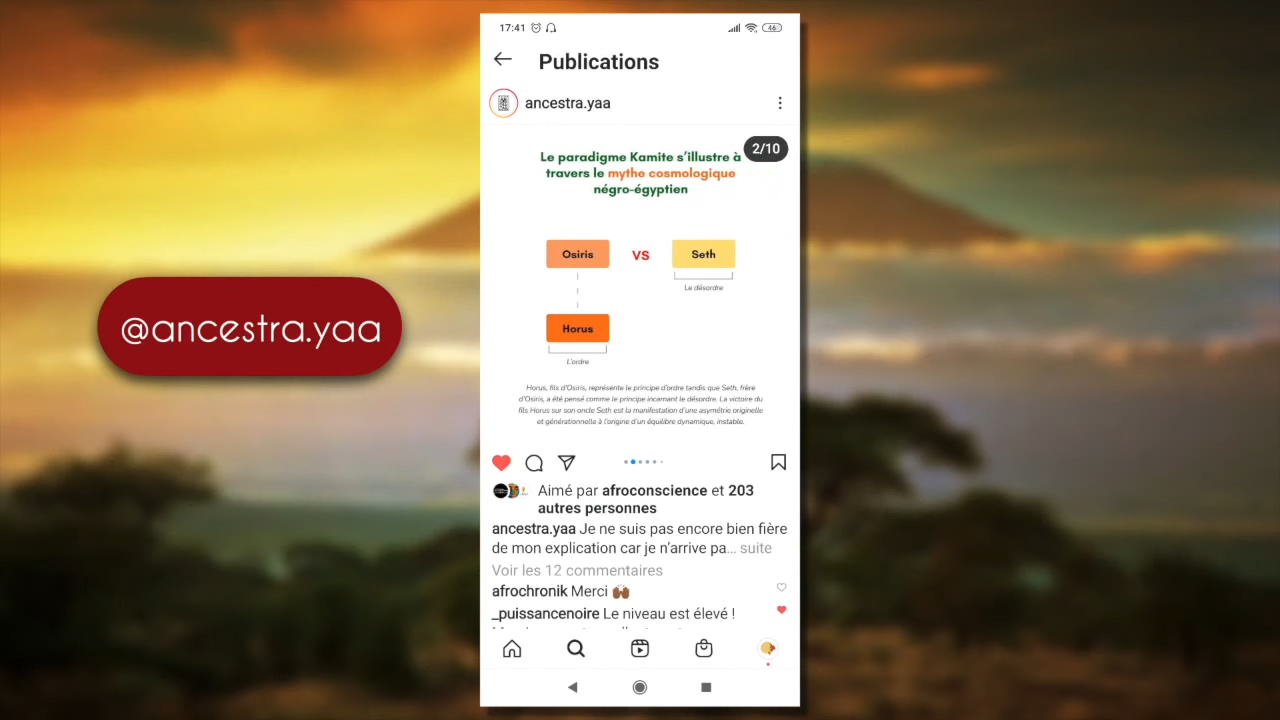 17:41
46
Publications
ancestra.yaa
2/10
Le paradigme Kamite s'illustre à
travers le mythe cosmologique
négro-égyptien
Osiris
VS
Seth
Le désordre
Horus
L'ordre
Horus, fils d'Osiris, représente le principe d'ordre tandis que Seth, frère
d'Osiris, a été pensé comme le principe incarnant le désordre. La victoire du
fils Horus sur son oncle Seth est la manifestation d'une asymétrie originelle
et générationnelle à l'origine d'un équilibre dynamique, instable.
@ancestra.yaa
Aimé par afroconscience et 203
autres personnes
ancestra.yaa Je ne suis pas encore bien fière
de mon explication car je n'arrive pa... suite
Voir les 12 commentaires
afrochronik Merci 🙌🏾
_puissancenoire Le niveau est élevé !